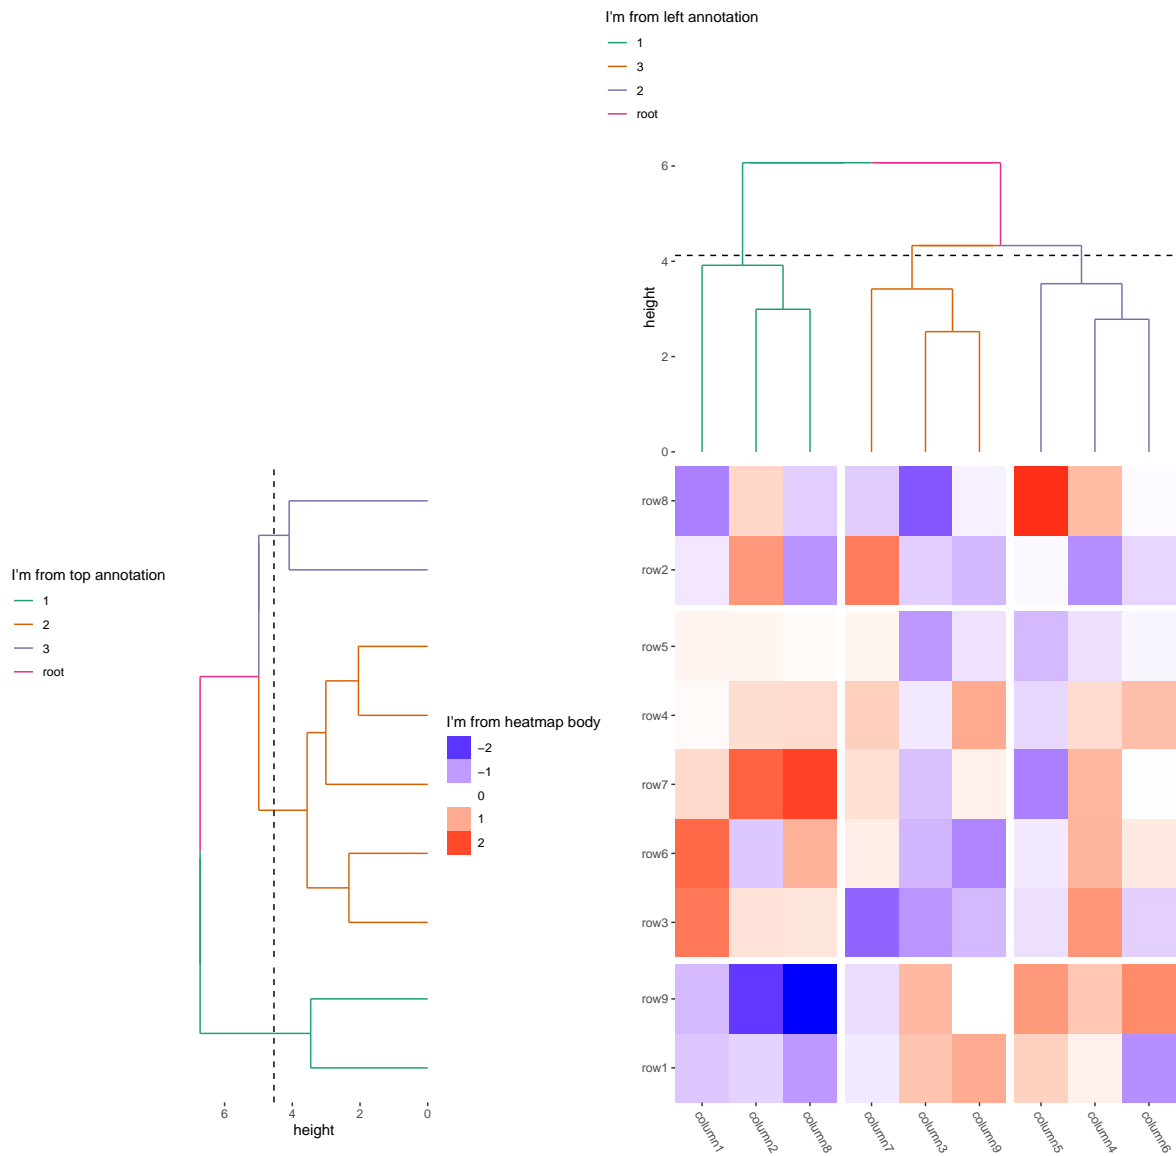 I'm from left annotation
1
3
2
root
6
4
2
0
height
I'm from top annotation
1
2
3
root
I'm from heatmap body
−2
−1
0
1
2
row8
row2
row5
row4
row7
row6
row3
row9
row1
6
4
2
0
height
column1
column2
column8
column7
column3
column9
column5
column4
column6